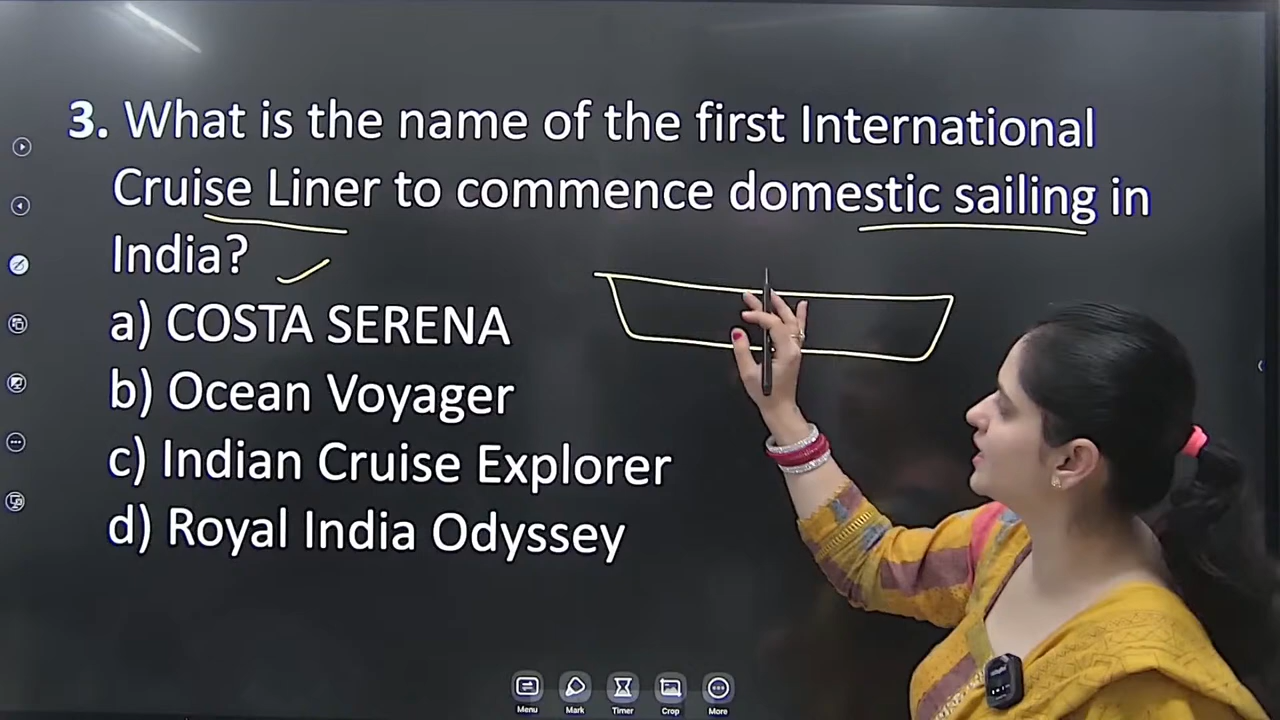 3. What is the name of the first International
Cruise Liner to commence domestic sailing in
India?
a) COSTA SERENA
b) Ocean Voyager
c) Indian Cruise Explorer
d) Royal India Odyssey
Menu Mark Timer Crop More